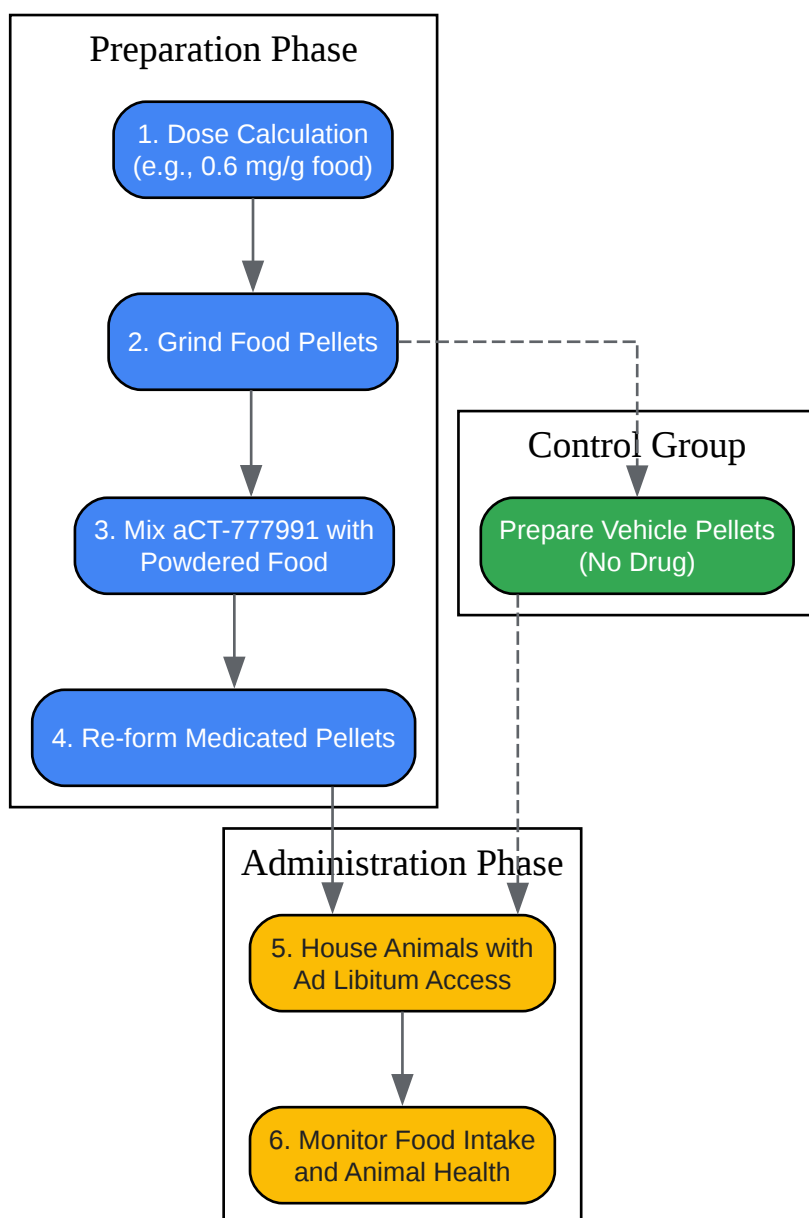 Preparation Phase
1. Dose Calculation
(e.g., 0.6 mg/g food)
2. Grind Food Pellets
3. Mix aCT-777991 with
Powdered Food
4. Re-form Medicated Pellets
Control Group
Prepare Vehicle Pellets
(No Drug)
Administration Phase
5. House Animals with
Ad Libitum Access
6. Monitor Food Intake
and Animal Health